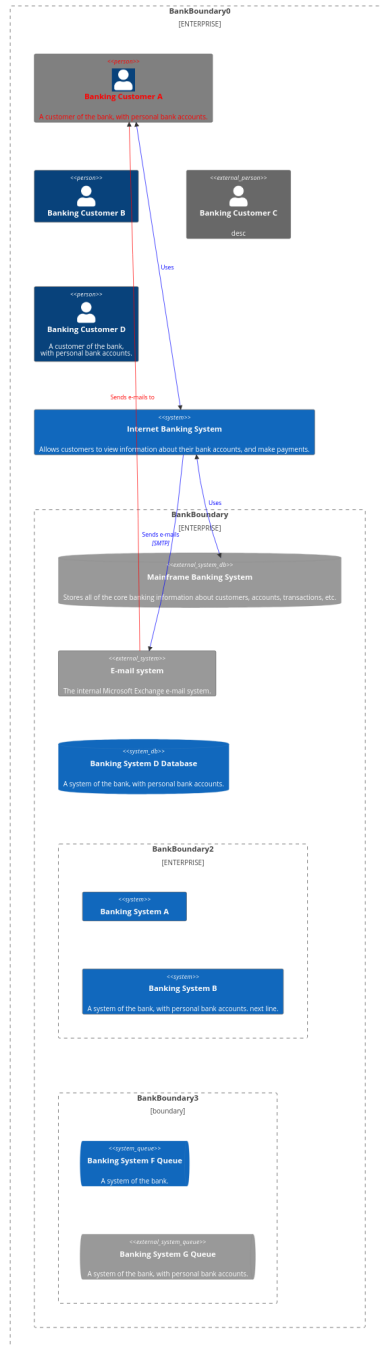 BankBoundary0
[ENTERPRISE]
<<person>>
Banking Customer A
A customer of the bank, with personal bank accounts.
<<person>>
Banking Customer B
<<external_person>>
Banking Customer C
desc
Uses
<<person>>
Banking Customer D
A customer of the bank,
with personal bank accounts.
Sends e-mails to
<<system>>
Internet Banking System
Allows customers to view information about their bank accounts, and make payments.
Uses
BankBoundary
[ENTERPRISE]
Sends e-mails
[SMTP]
<<external_system_db>>
Mainframe Banking System
Stores all of the core banking information about customers, accounts, transactions, etc.
<<external_system>>
E-mail system
The internal Microsoft Exchange e-mail system.
<<system_db>>
Banking System D Database
A system of the bank, with personal bank accounts.
BankBoundary2
[ENTERPRISE]
<<system>>
Banking System A
<<system>>
Banking System B
A system of the bank, with personal bank accounts. next line.
BankBoundary3
[boundary]
<<system_queue>>
Banking System F Queue
A system of the bank.
<<external_system_queue>>
Banking System G Queue
A system of the bank, with personal bank accounts.